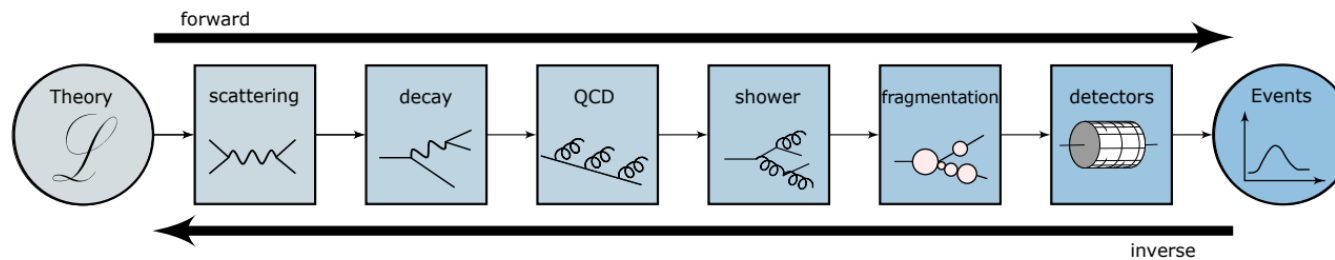 forward
Theory
ℒ
scattering
decay
QCD
shower
fragmentation
detectors
Events
inverse